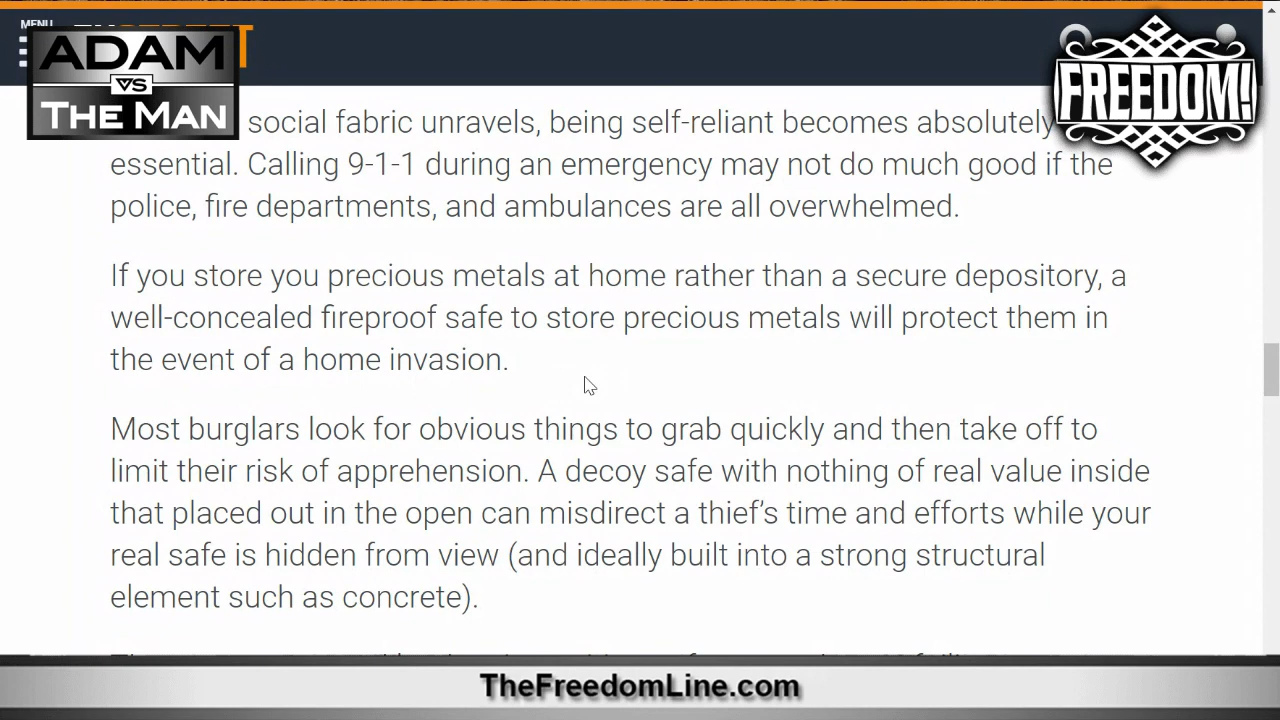 MENU
ADAM
VS
THE MAN
FREEDOM!
social fabric unravels, being self-reliant becomes absolutely
essential. Calling 9-1-1 during an emergency may not do much good if the
police, fire departments, and ambulances are all overwhelmed.
If you store you precious metals at home rather than a secure depository, a
well-concealed fireproof safe to store precious metals will protect them in
the event of a home invasion.
Most burglars look for obvious things to grab quickly and then take off to
limit their risk of apprehension. A decoy safe with nothing of real value inside
that placed out in the open can misdirect a thief’s time and efforts while your
real safe is hidden from view (and ideally built into a strong structural
element such as concrete).
TheFreedomLine.com